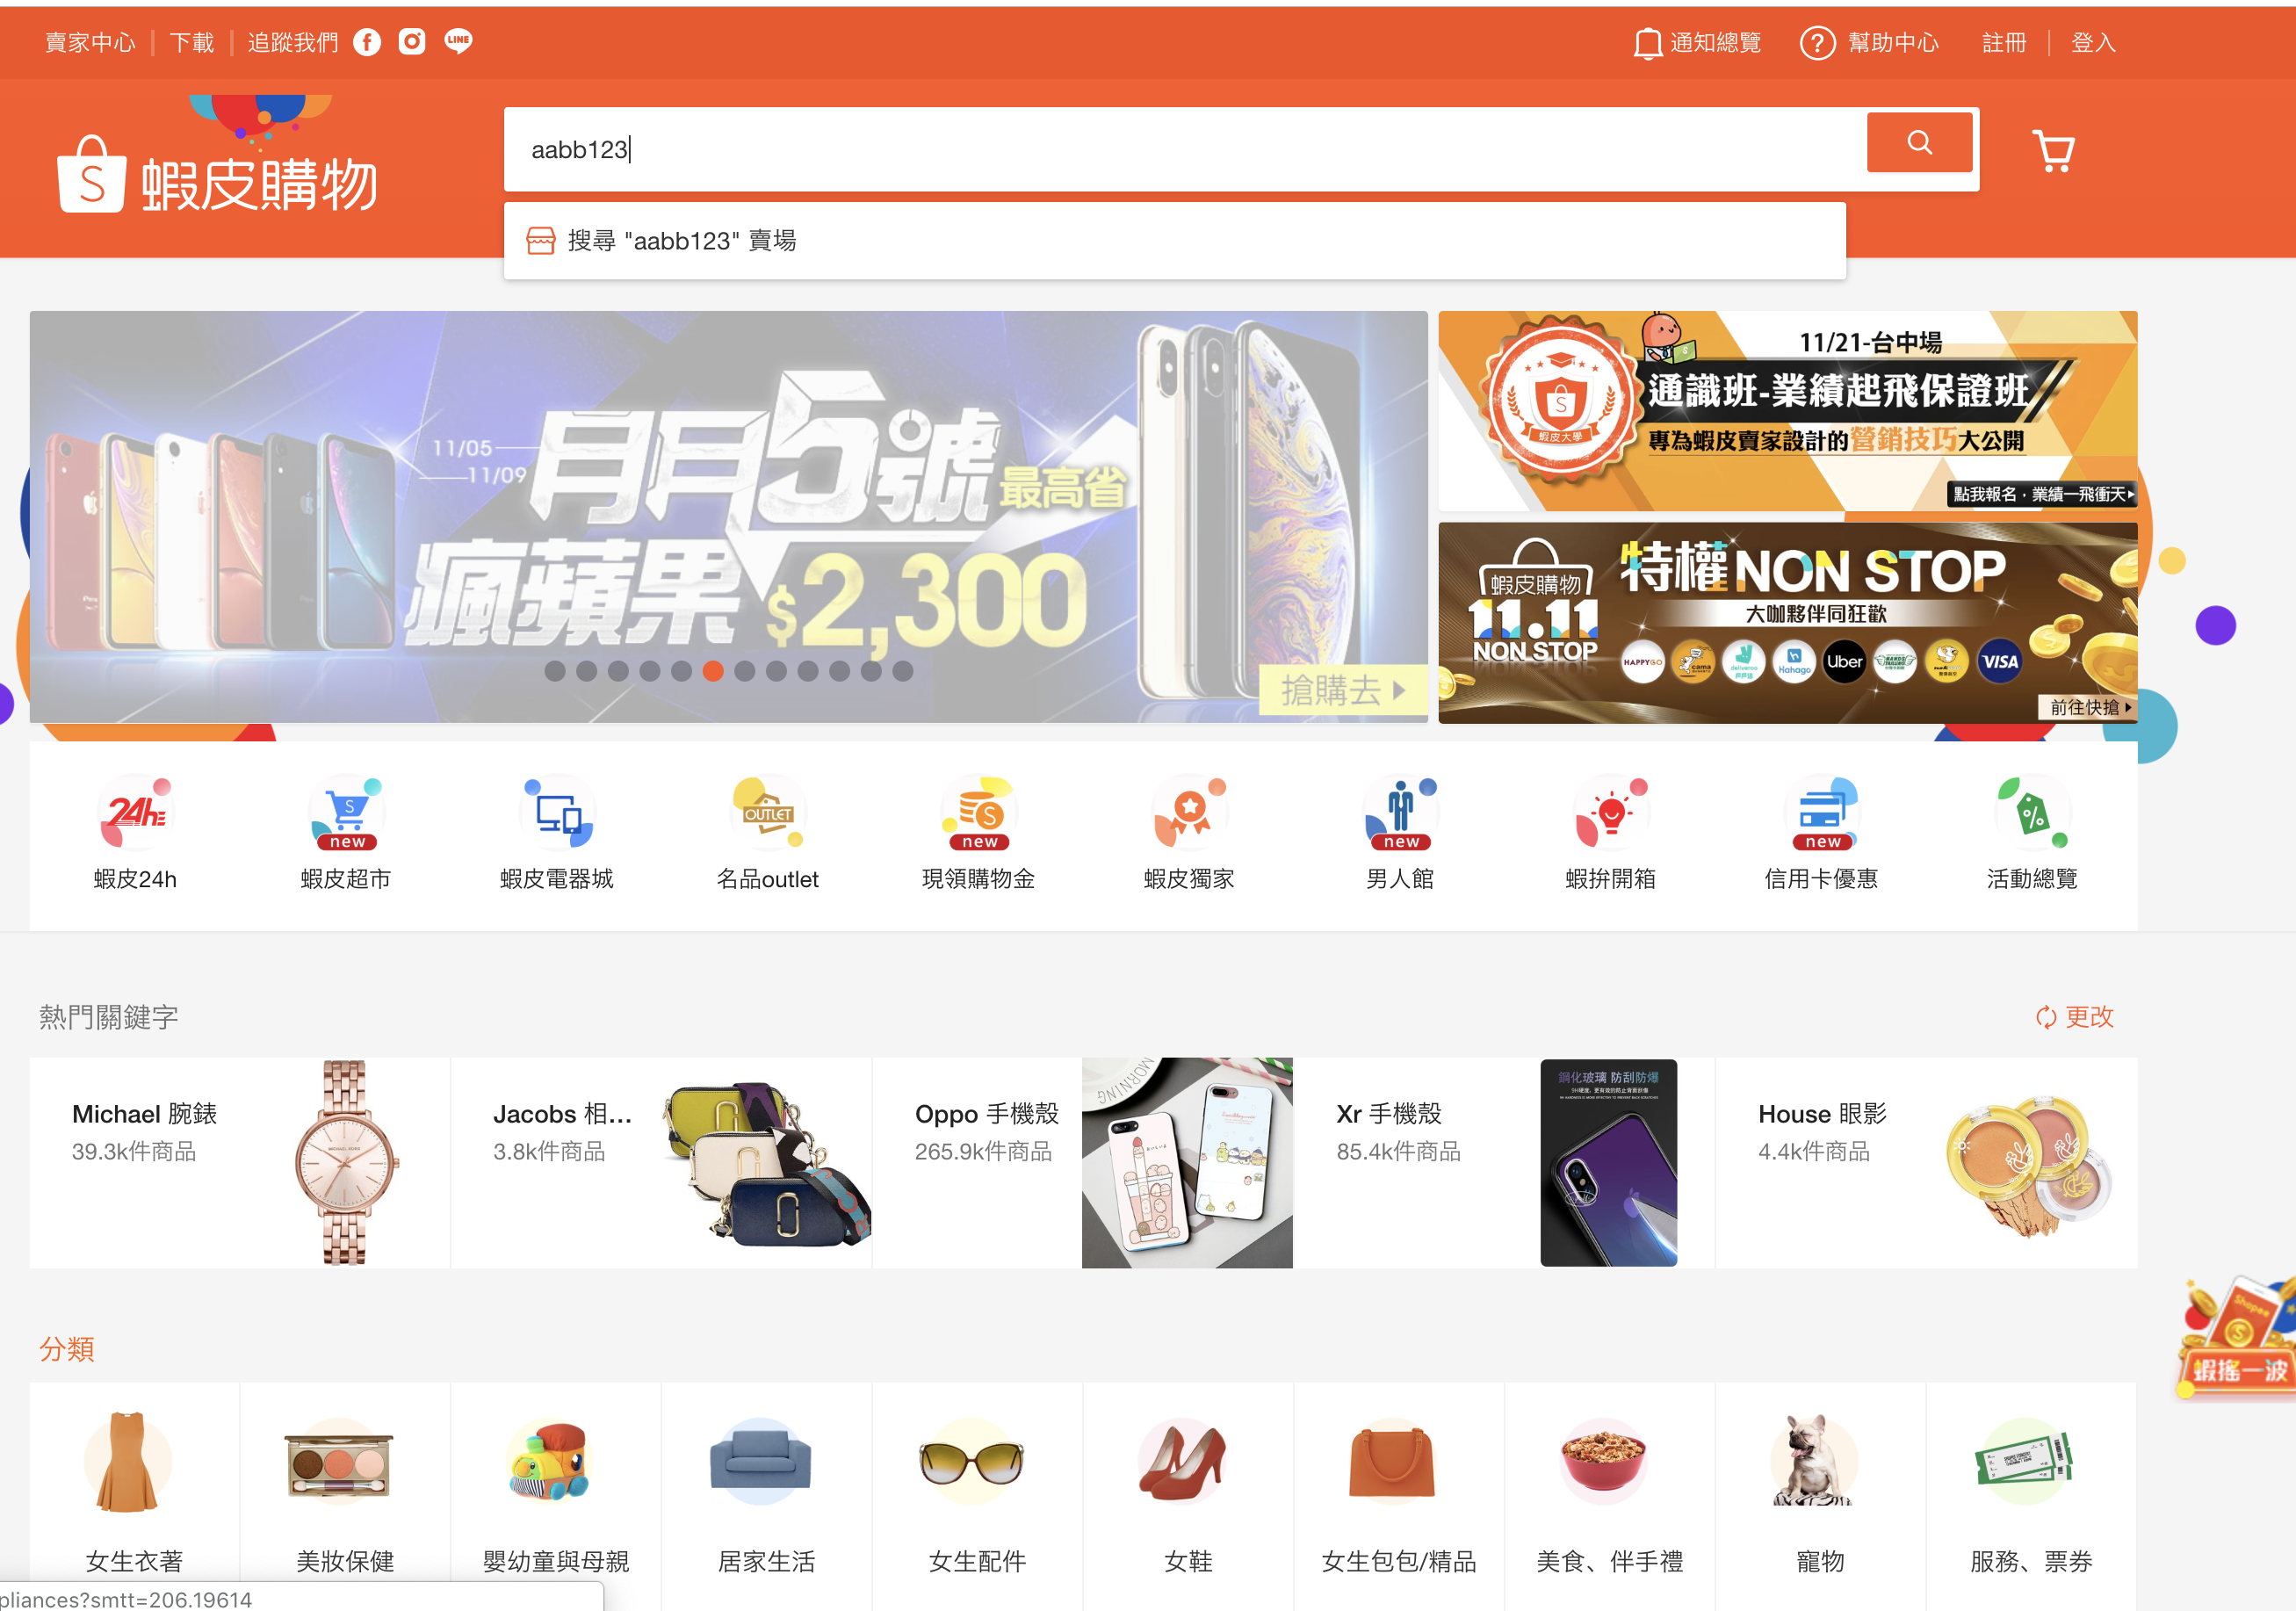 賣家中心
下載
追蹤我們
LINE
通知總覽
幫助中心
註冊
登入
蝦皮購物
aabb123
搜尋 "aabb123" 賣場
11/05
11/09
月月5號
最高省
瘋蘋果 $2,300
搶購去
11/21-台中場
通識班-業績起飛保證班
專為蝦皮賣家設計的營銷技巧大公開
蝦皮大學
點我報名，業績一飛衝天
蝦皮購物
11.11
NON STOP
特權NON STOP
大咖夥伴同狂歡
HAPPYGO
cama
deliveroo
Hahago
Uber
VISA
前往快搶
24h
new
OUTLET
new
new
new
蝦皮24h
蝦皮超市
蝦皮電器城
名品outlet
現領購物金
蝦皮獨家
男人館
蝦拚開箱
信用卡優惠
活動總覽
熱門關鍵字
更改
Michael 腕錶
39.3k件商品
MICHAEL KORS
Jacobs 相...
3.8k件商品
Oppo 手機殼
265.9k件商品
MORNING
Xr 手機殼
85.4k件商品
鋼化玻璃 防刮防爆
House 眼影
4.4k件商品
Shopee
蝦搖一波
分類
女生衣著
美妝保健
嬰幼童與母親
居家生活
女生配件
女鞋
女生包包/精品
美食、伴手禮
寵物
服務、票券
pliances?smtt=206.19614